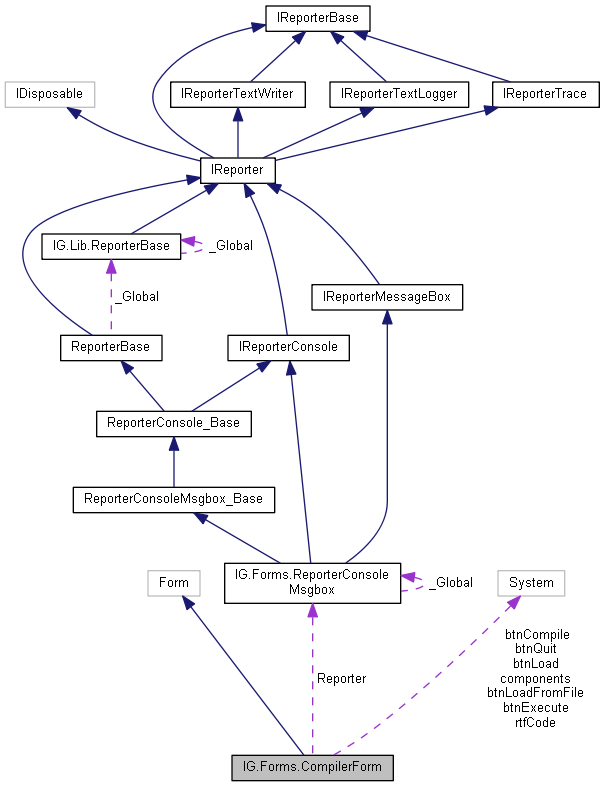 IReporterBase
IDisposable
IReporterTextWriter
IReporterTextLogger
IReporterTrace
IReporter
IG.Lib.ReporterBase
_Global
_Global
IReporterMessageBox
ReporterBase
IReporterConsole
ReporterConsole_Base
ReporterConsoleMsgbox_Base
Form
IG.Forms.ReporterConsole
Msgbox
_Global
System
btnCompile
btnQuit
btnLoad
components
btnLoadFromFile
btnExecute
rtfCode
Reporter
IG.Forms.CompilerForm